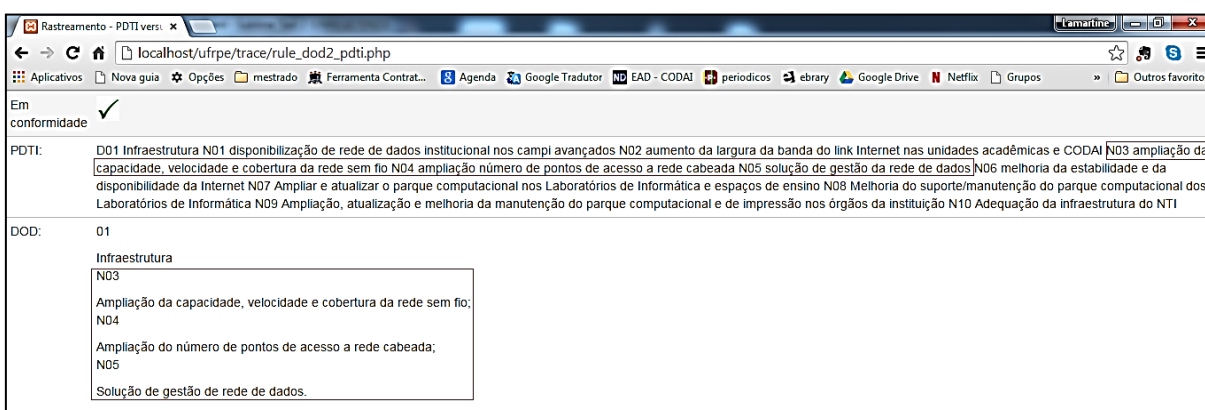 Rastreamento - PDTI versu
Lamartine
localhost/ufrpe/trace/rule_dod2_pdti.php
Aplicativos Nova guia Opções mestrado Ferramenta Contrat... Agenda Google Tradutor ND EAD - CODAI periodicos ebrary Google Drive N Netflix Grupos » Outros favorito
Em
conformidade
PDTI: D01 Infraestrutura N01 disponibilização de rede de dados institucional nos campi avançados N02 aumento da largura da banda do link Internet nas unidades acadêmicas e CODAI N03 ampliação da
capacidade, velocidade e cobertura da rede sem fio N04 ampliação número de pontos de acesso a rede cabeada N05 solução de gestão da rede de dados N06 melhoria da estabilidade e da
disponibilidade da Internet N07 Ampliar e atualizar o parque computacional nos Laboratórios de Informática e espaços de ensino N08 Melhoria do suporte/manutenção do parque computacional dos
Laboratórios de Informática N09 Ampliação, atualização e melhoria da manutenção do parque computacional e de impressão nos órgãos da instituição N10 Adequação da infraestrutura do NTI
DOD: 01
Infraestrutura
N03
Ampliação da capacidade, velocidade e cobertura da rede sem fio;
N04
Ampliação do número de pontos de acesso a rede cabeada;
N05
Solução de gestão de rede de dados.